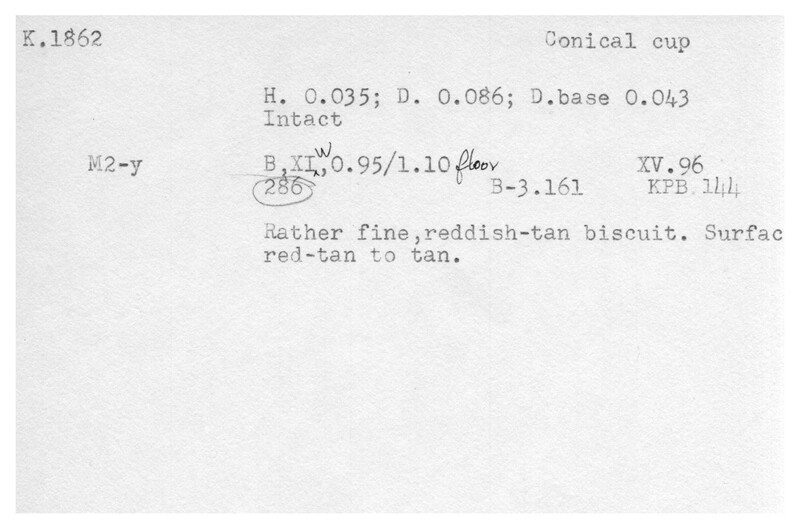 K.1862 Conical cup
H. 0.035; D. 0.086; D.base 0.043
Intact
M2-y B,XI,W 0.95/1.10 floor XV.96
286 B-3.161 KPB 144
Rather fine,reddish-tan biscuit. Surfac
red-tan to tan.